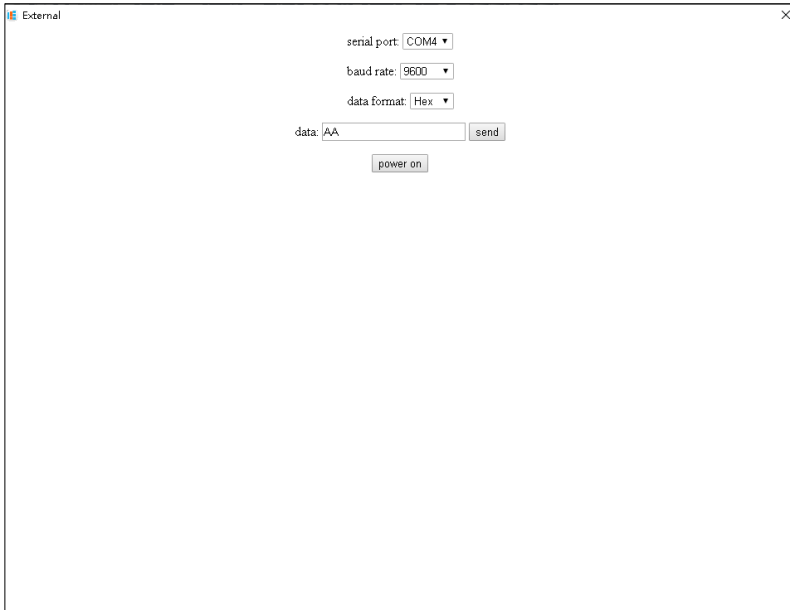 External
serial port: COM4
baud rate: 9600
data format: Hex
data: AA send
power on